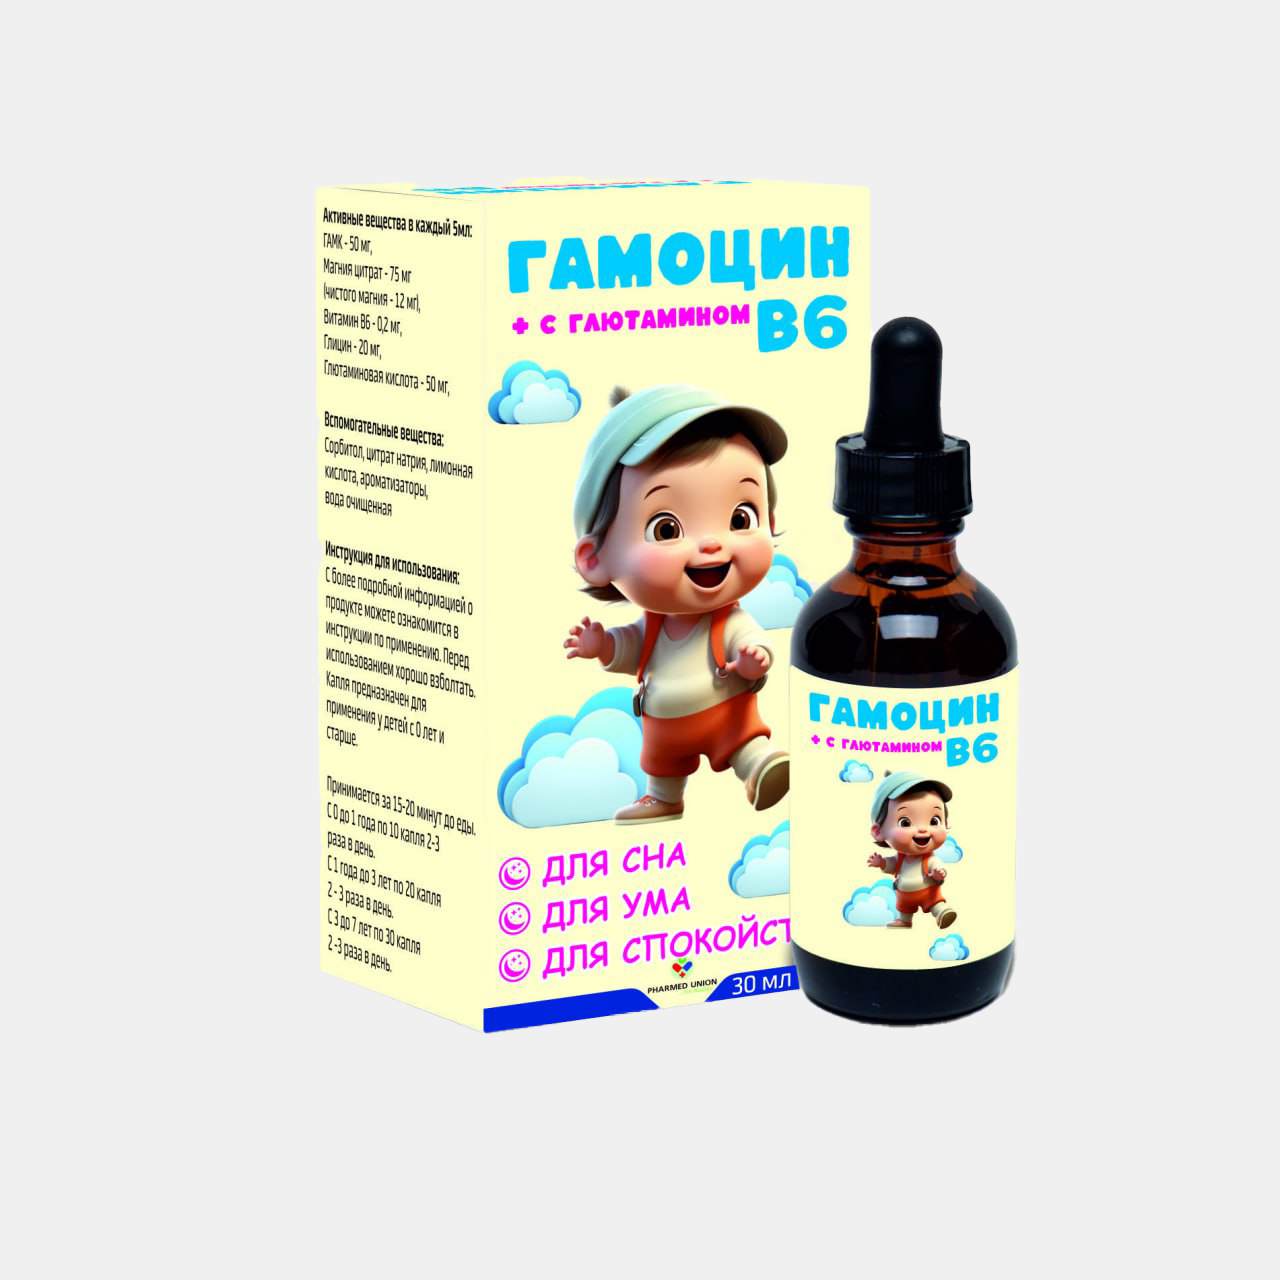 Активные вещества в каждый 5мл:
ГАМК - 50 мг,
Магния цитрат - 75 мг
(чистого магния - 12 мг),
Витамин В6 - 0,2 мг,
Глицин - 20 мг,
Глютаминовая кислота - 50 мг,
Вспомогательные вещества:
Сорбитол, цитрат натрия, лимонная
кислота, ароматизаторы,
вода очищенная
Инструкция для использования:
С более подробной информацией о
продукте можете ознакомится в
инструкции по применению. Перед
использованием хорошо взболтать.
Капля предназначен для
применения у детей с 0 лет и
старше.
Принимается за 15-20 минут до еды.
С 0 до 1 года по 10 капля 2-3
раза в день.
С 1 года до 3 лет по 20 капля
2 - 3 раза в день.
С 3 до 7 лет по 30 капля
2 -3 раза в день.
ГАМОЦИН
+ С ГЛЮТАМИНОМ В6
ДЛЯ СНА
ДЛЯ УМА
ДЛЯ СПОКОЙСТ
PHARMED UNION
30 МЛ
ГАМОЦИН
+ С ГЛЮТАМИНОМ В6